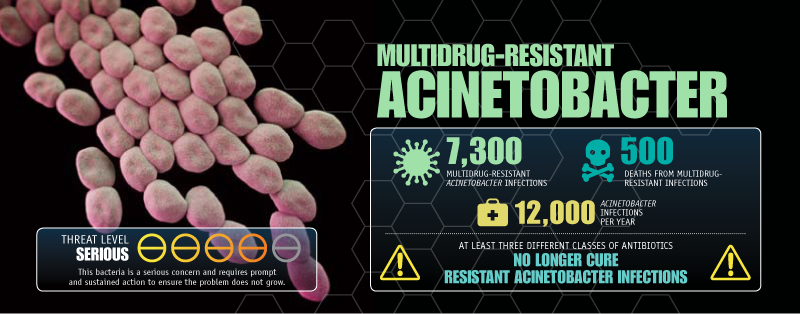 MULTIDRUG-RESISTANT
ACINETOBACTER
7,300
MULTIDRUG-RESISTANT
ACINETOBACTER INFECTIONS
500
DEATHS FROM MULTIDRUG-
RESISTANT INFECTIONS
12,000
ACINETOBACTER
INFECTIONS
PER YEAR
AT LEAST THREE DIFFERENT CLASSES OF ANTIBIOTICS
NO LONGER CURE
RESISTANT ACINETOBACTER INFECTIONS
THREAT LEVEL
SERIOUS
This bacteria is a serious concern and requires prompt
and sustained action to ensure the problem does not grow.